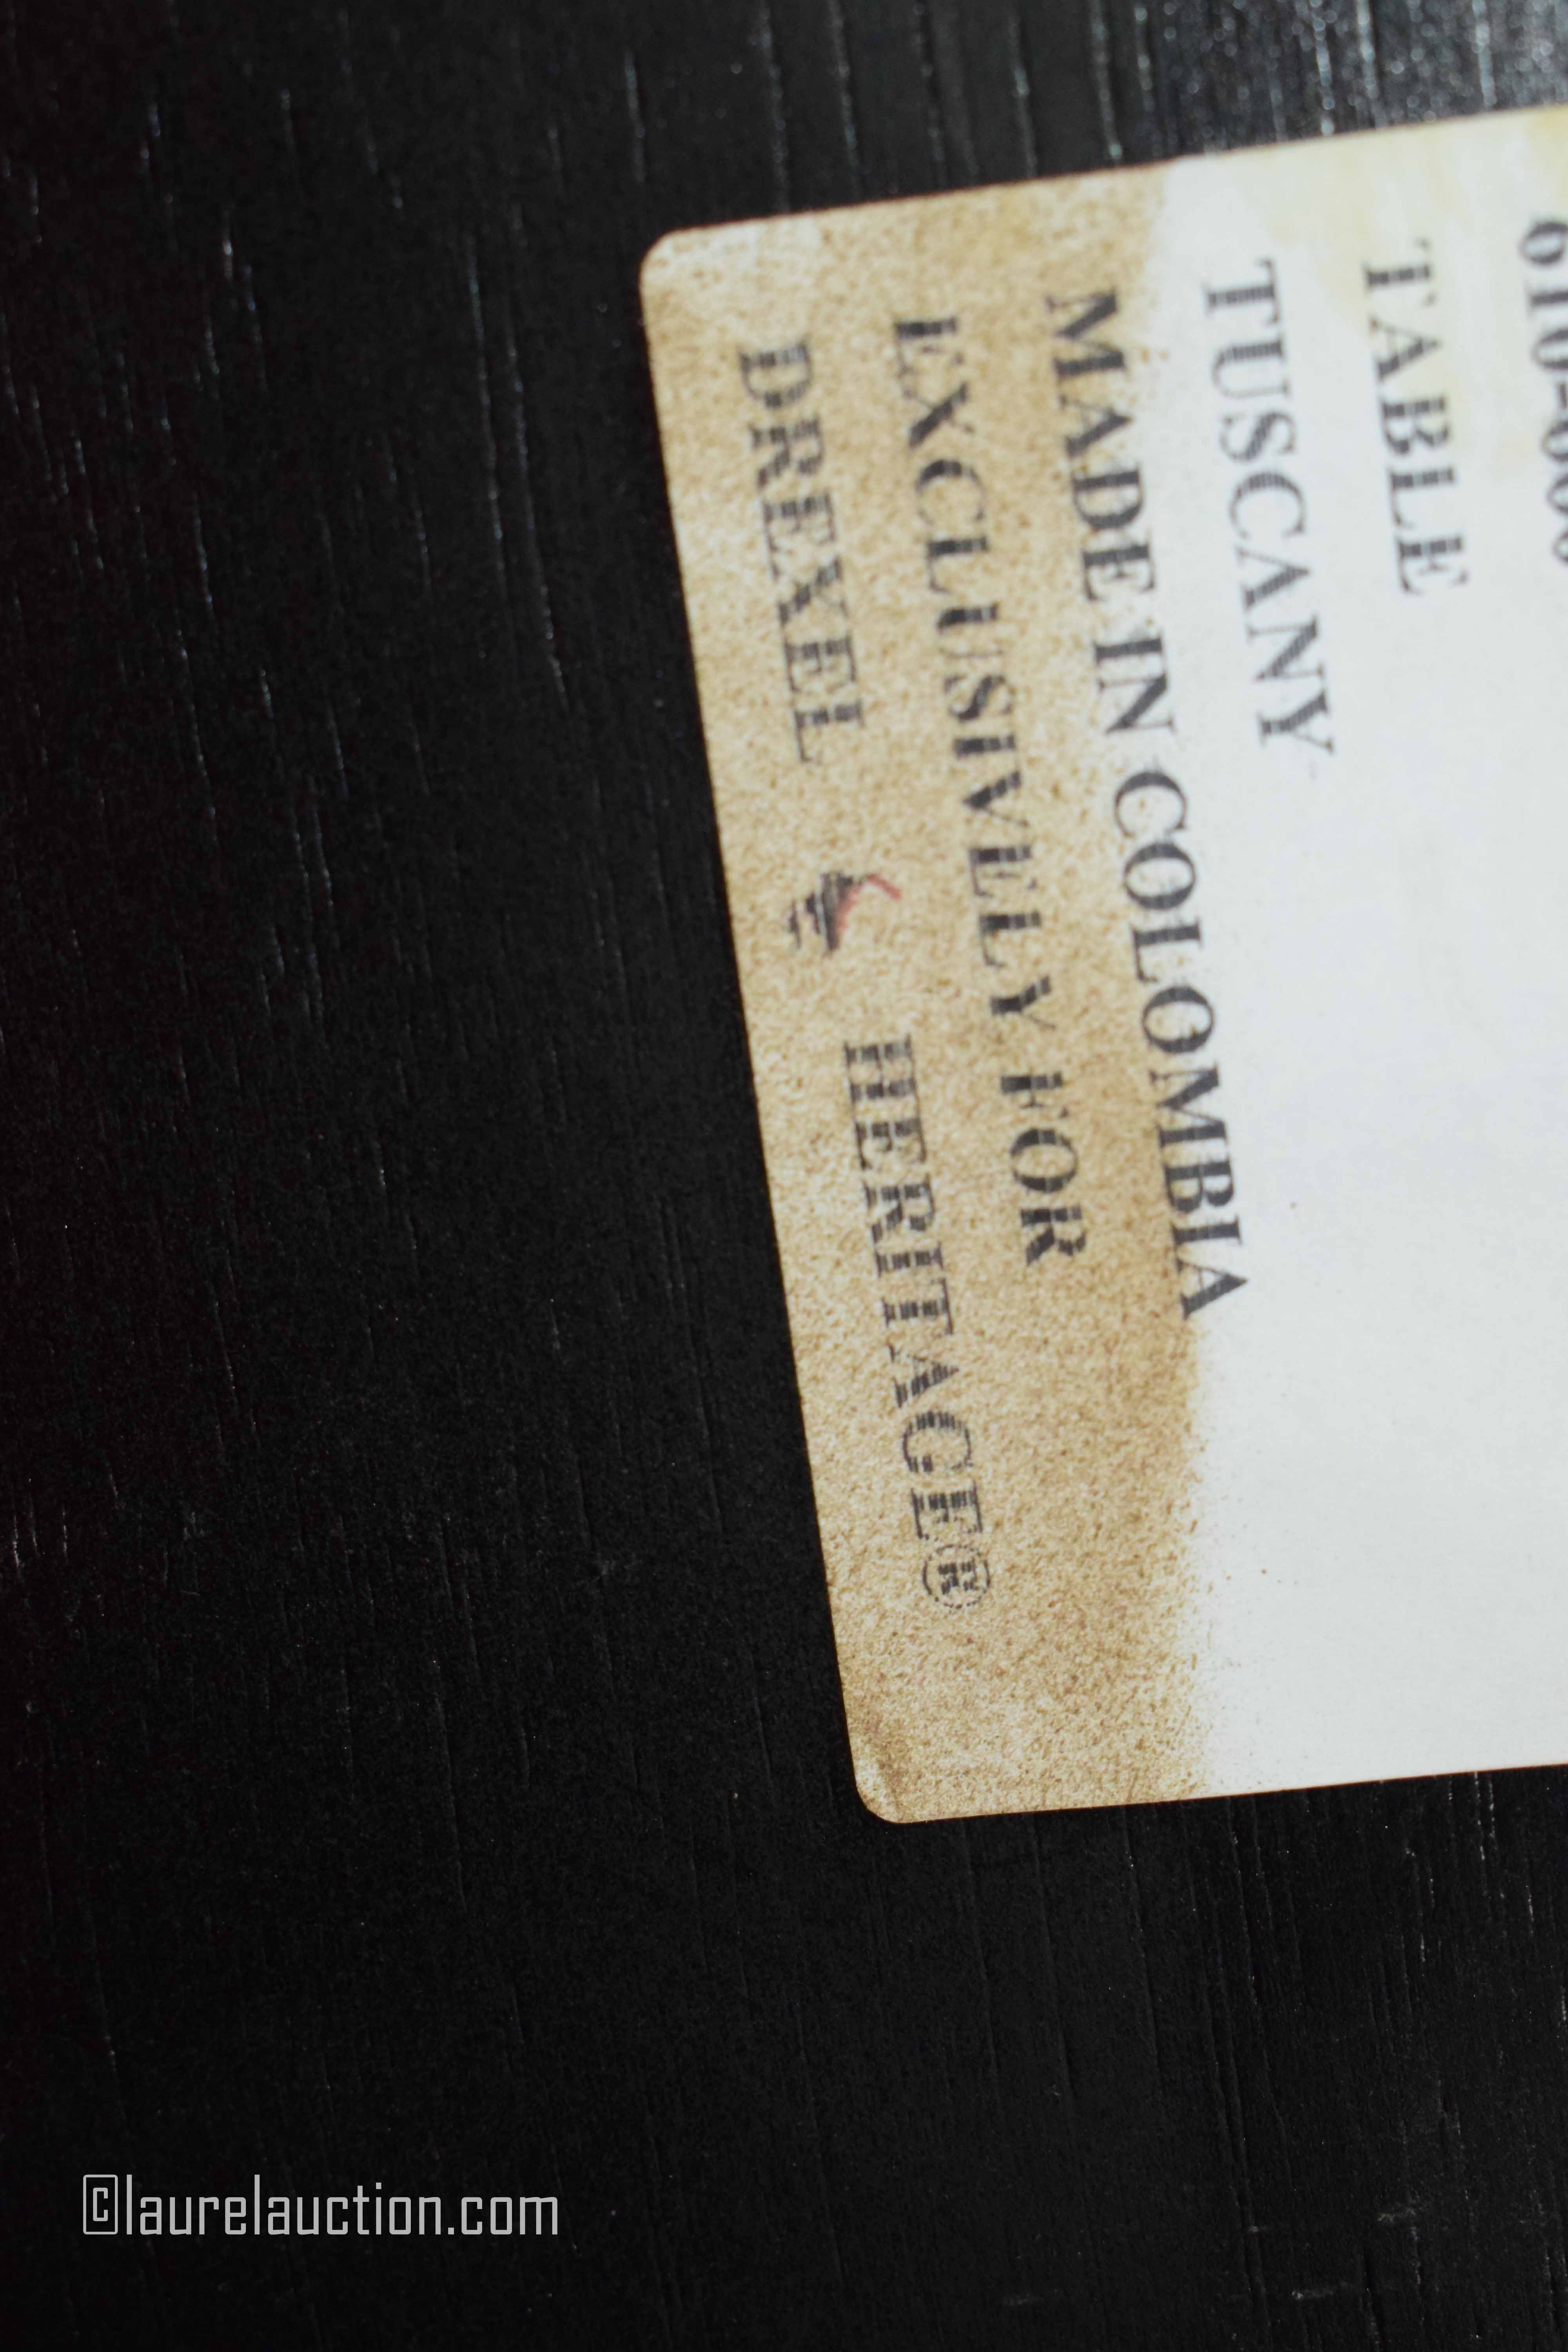 TABLE
TUSCANY
MADE IN COLOMBIA
EXCLUSIVELY FOR
DREXEL HERITAGE®
©laurelauction.com